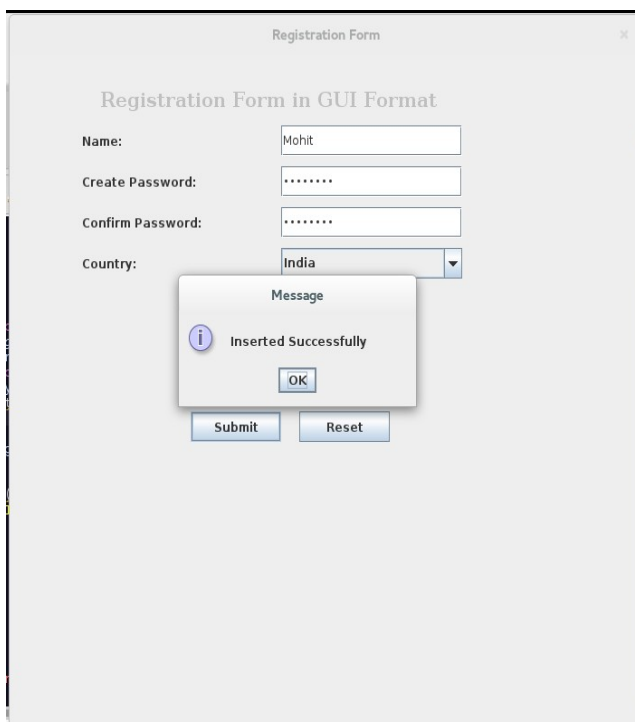 Registration Form
Registration Form in GUI Format
Name: Mohit
Create Password: ••••••••
Confirm Password: ••••••••
Country: India
Message
i Inserted Successfully
OK
Submit Reset